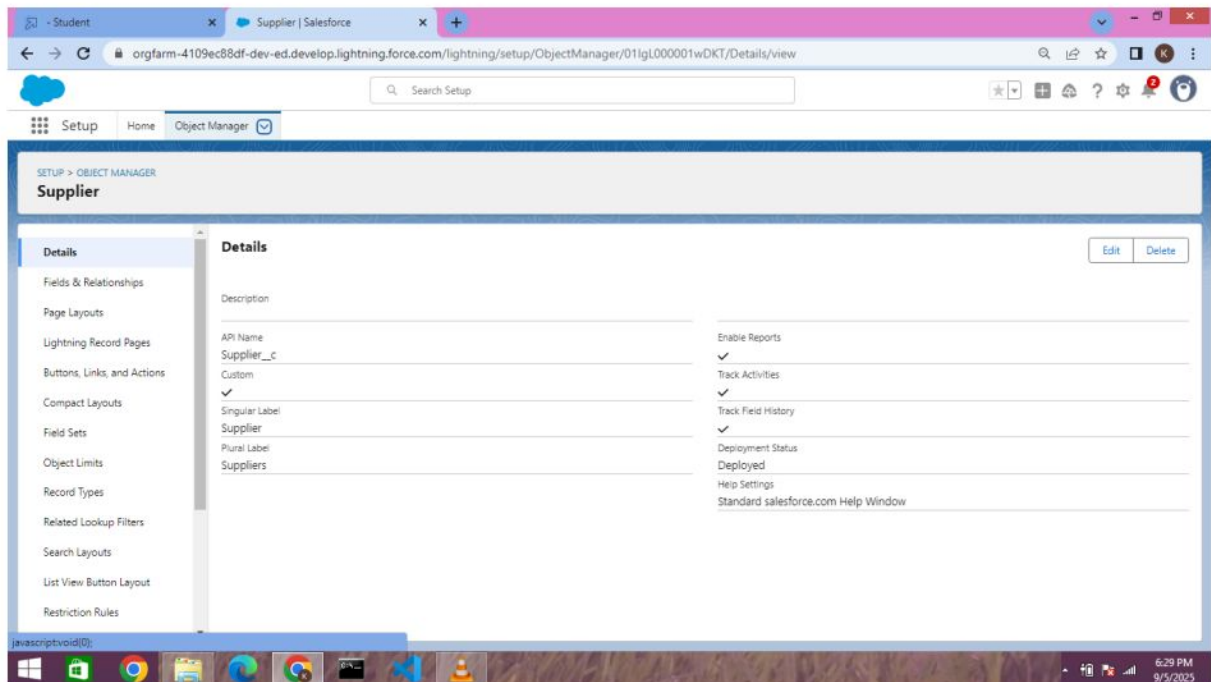 - Student
Supplier | Salesforce
orgfarm-4109ec88df-dev-ed.develop.lightning.force.com/lightning/setup/ObjectManager/01IgL000001wDKT/Details/view
K
Search Setup
2
Setup Home Object Manager
SETUP > OBJECT MANAGER
Supplier
Details
Fields & Relationships
Page Layouts
Lightning Record Pages
Buttons, Links, and Actions
Compact Layouts
Field Sets
Object Limits
Record Types
Related Lookup Filters
Search Layouts
List View Button Layout
Restriction Rules
Details
Edit Delete
Description
API Name
Supplier__c
Custom
Singular Label
Supplier
Plural Label
Suppliers
Enable Reports
Track Activities
Track Field History
Deployment Status
Deployed
Help Settings
Standard salesforce.com Help Window
javascript:void(0);
6:29 PM
9/5/2025